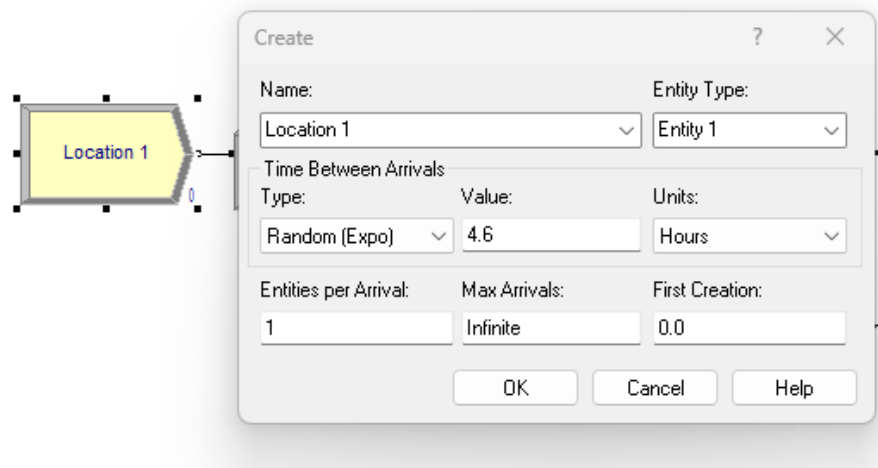 Create ?
Name: Entity Type:
Location 1 Entity 1
Location 1
0
Time Between Arrivals
Type: Value: Units:
Random (Expo) 4.6 Hours
Entities per Arrival: Max Arrivals: First Creation:
1 Infinite 0.0
OK Cancel Help